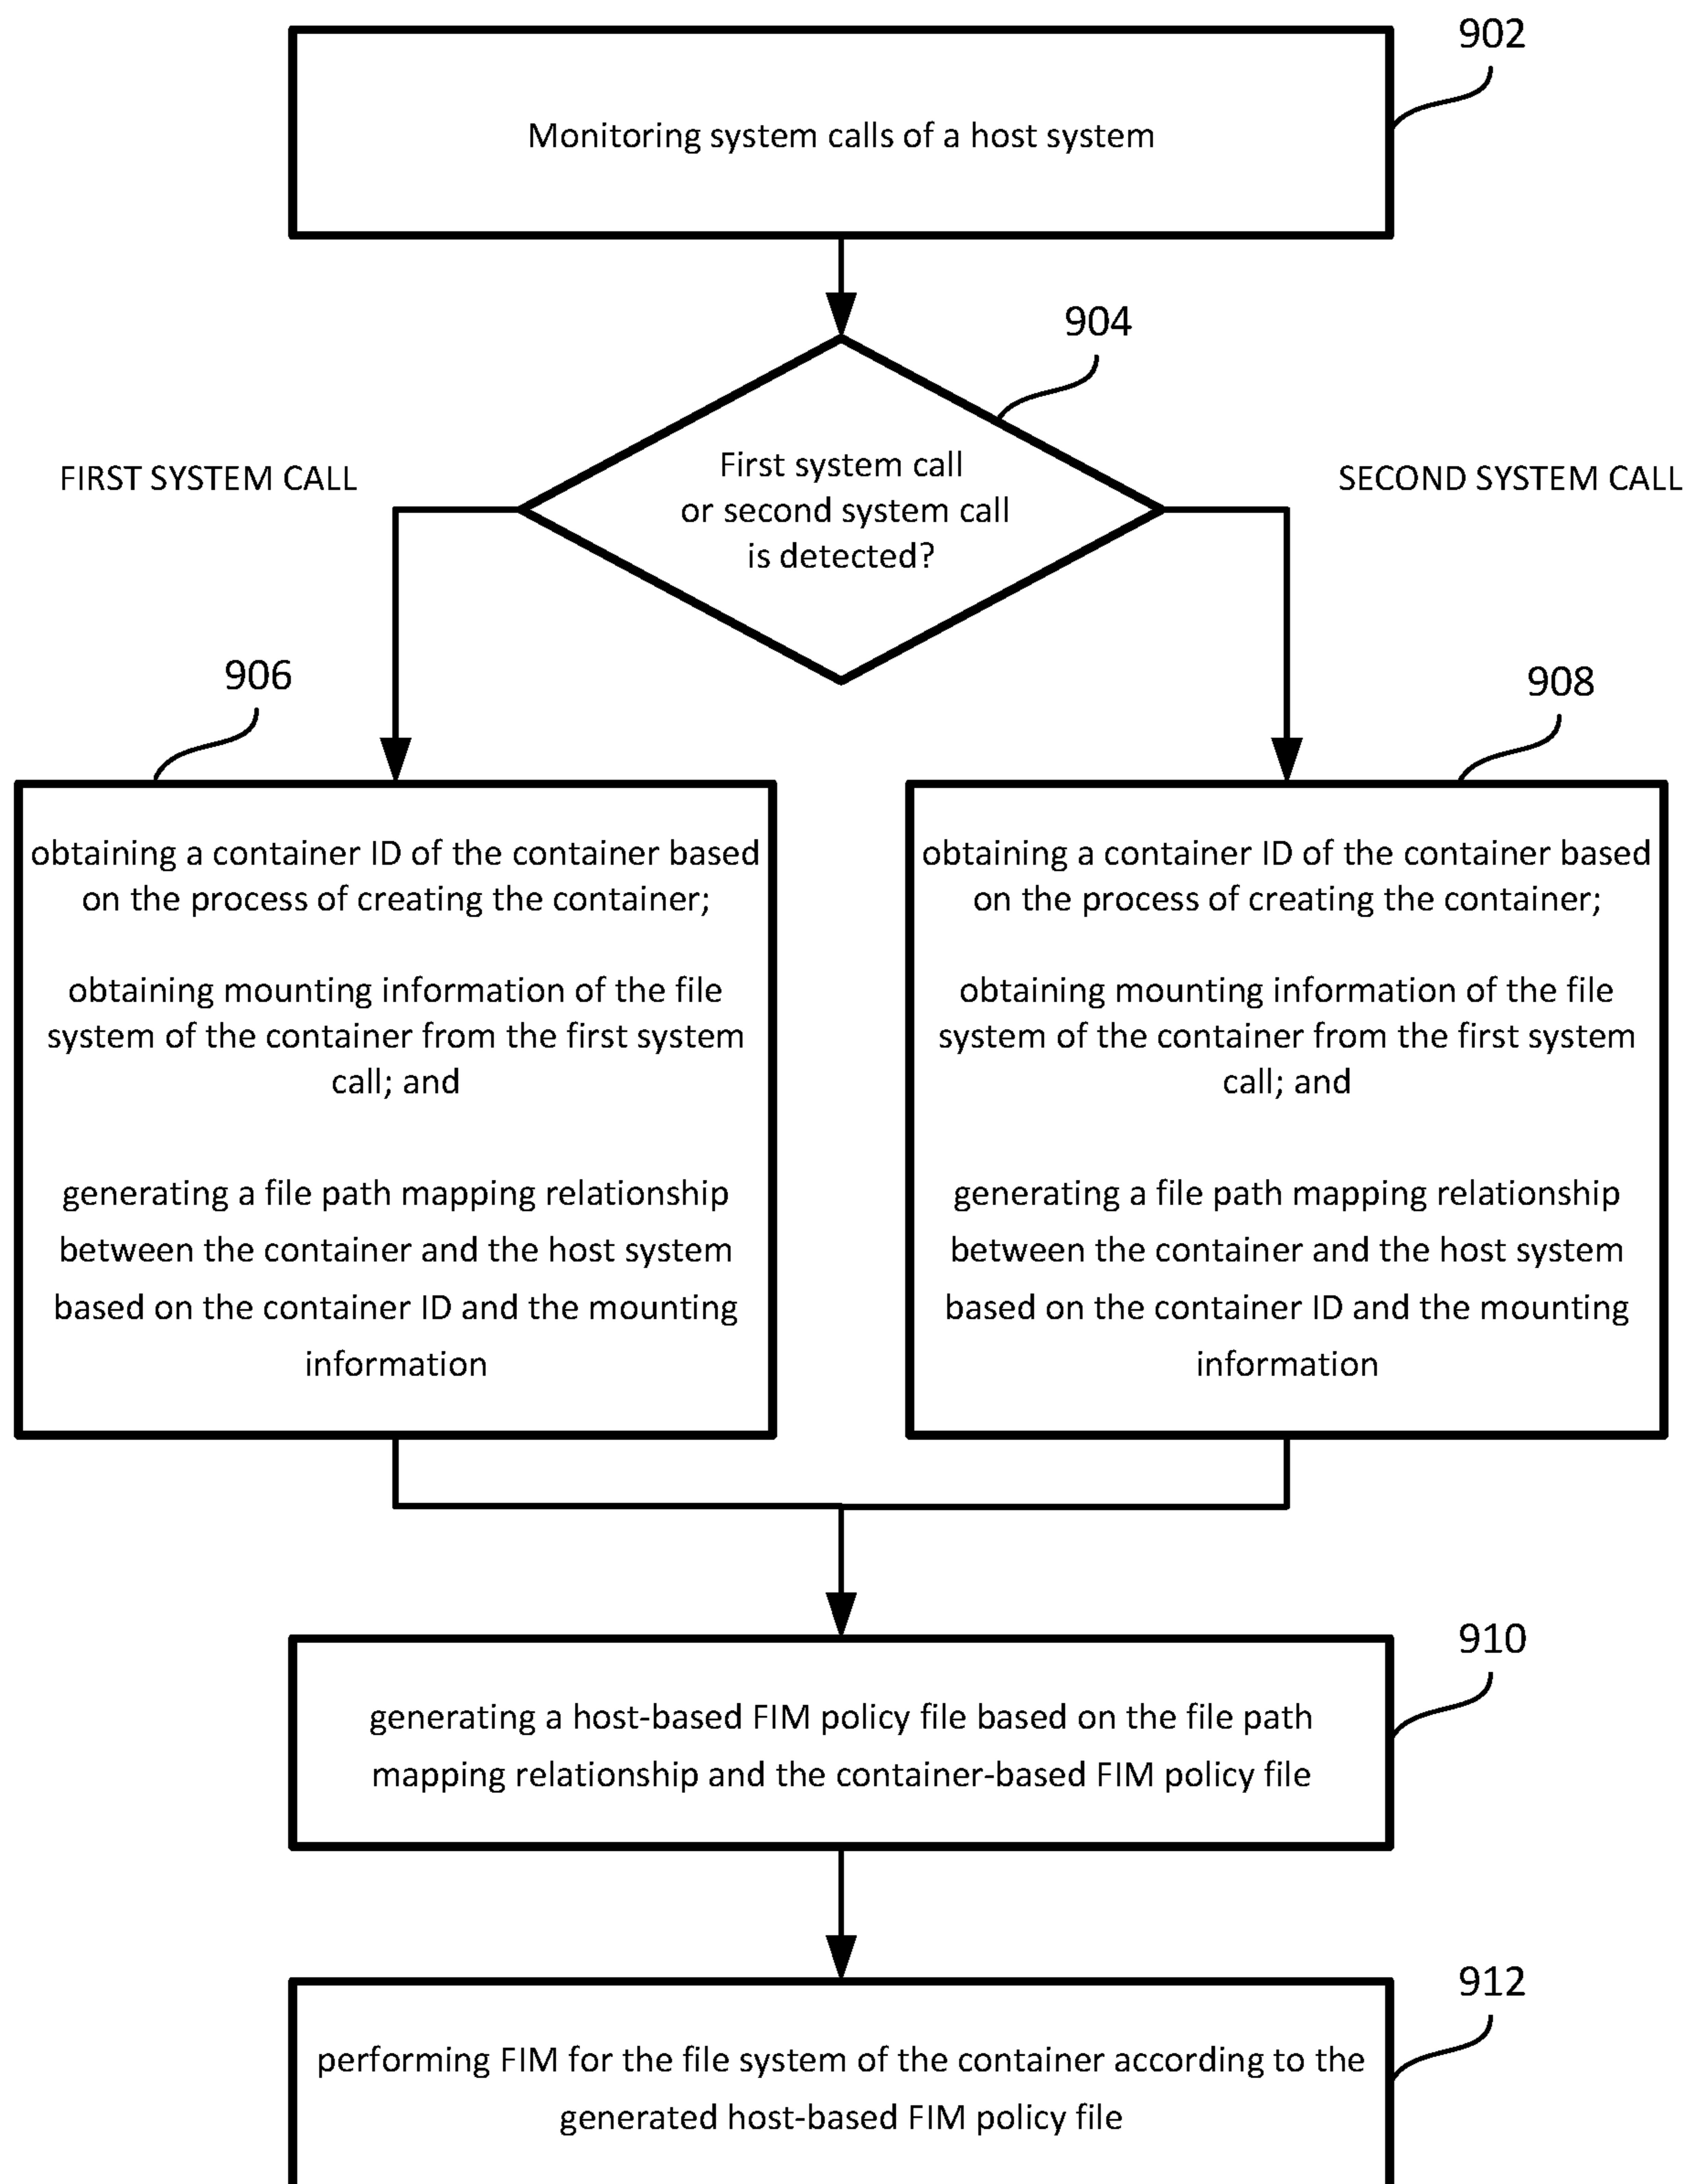 902
Monitoring system calls of a host system
904
First system call
or second system call
is detected?
FIRST SYSTEM CALL
SECOND SYSTEM CALL
906
obtaining a container ID of the container based
on the process of creating the container;
obtaining mounting information of the file
system of the container from the first system
call; and
generating a file path mapping relationship
between the container and the host system
based on the container ID and the mounting
information
908
obtaining a container ID of the container based
on the process of creating the container;
obtaining mounting information of the file
system of the container from the first system
call; and
generating a file path mapping relationship
between the container and the host system
based on the container ID and the mounting
information
910
generating a host-based FIM policy file based on the file path
mapping relationship and the container-based FIM policy file
912
performing FIM for the file system of the container according to the
generated host-based FIM policy file